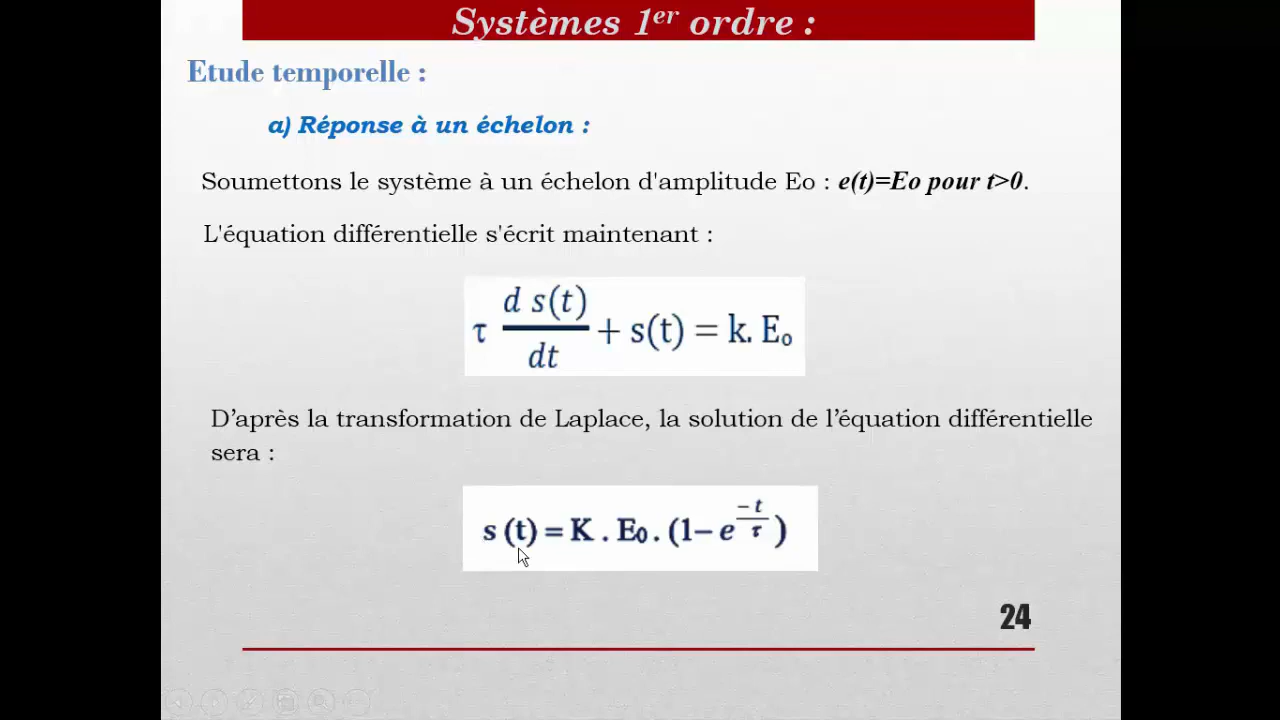 Systèmes 1er ordre :
Etude temporelle :
a) Réponse à un échelon :
Soumettons le système à un échelon d'amplitude Eo : e(t)=Eo pour t>0.
L'équation différentielle s'écrit maintenant :
τ d s(t)/dt + s(t) = k. E₀
D’après la transformation de Laplace, la solution de l’équation différentielle
sera :
s (t) = K . E₀ . (1– e^(–t/τ) )
24